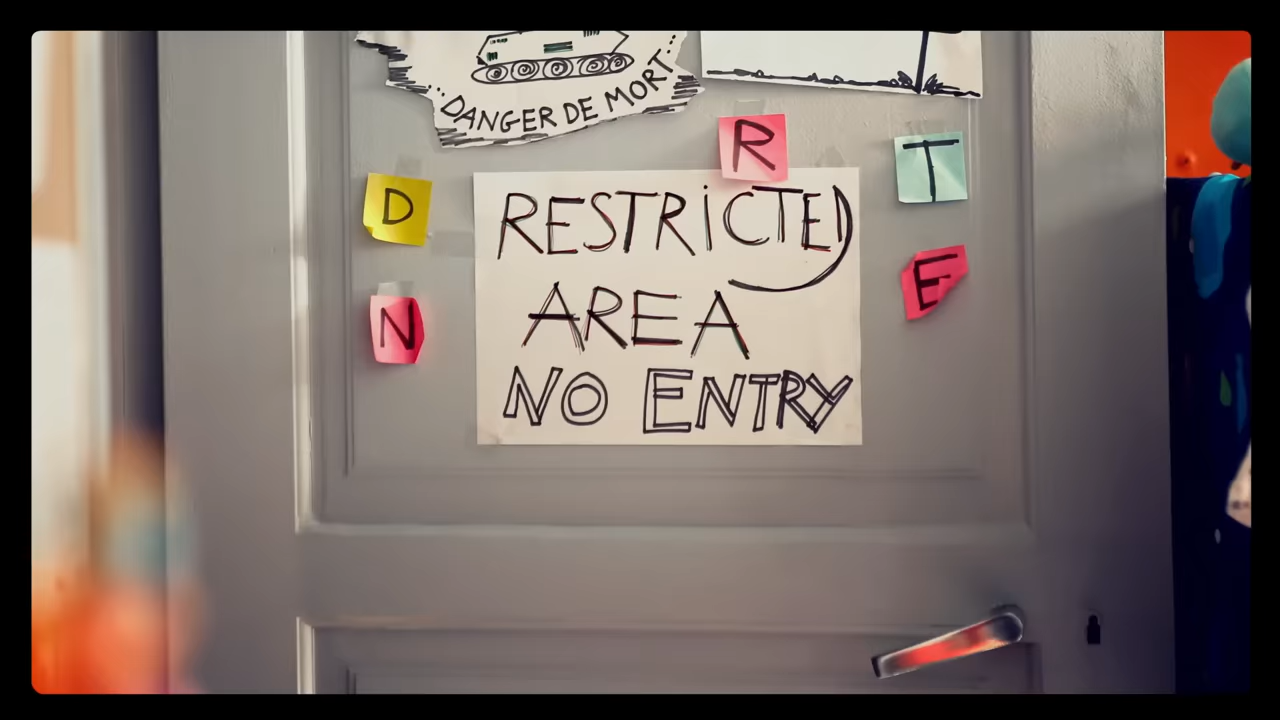 DANGER DE MORT...
R
T
D
RESTRiCTED
E
AREA
N
NO ENTRY